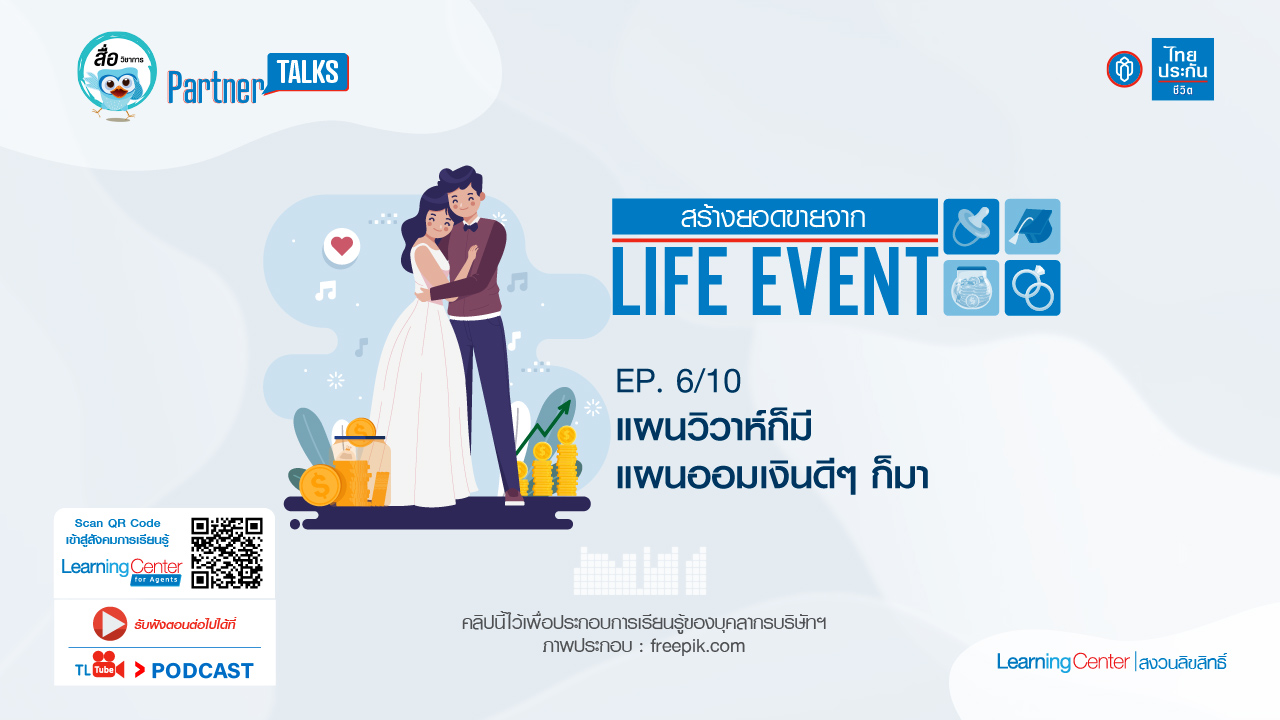 สื่อ วิชาการ
Partner TALKS
ไทย
ประกัน
ชีวิต
สร้างยอดขายจาก
LIFE EVENT
EP. 6/10
แผนวิวาห์ก็มี
แผนออมเงินดีๆ ก็มา
Scan QR Code
เข้าสู่สังคมการเรียนรู้
LearningCenter
for Agents
รับฟังตอนต่อไปได้ที่
TL Tube > PODCAST
คลิปนี้ไว้เพื่อประกอบการเรียนรู้ของบุคลากรบริษัทฯ
ภาพประกอบ : freepik.com
LearningCenter | สงวนลิขสิทธิ์